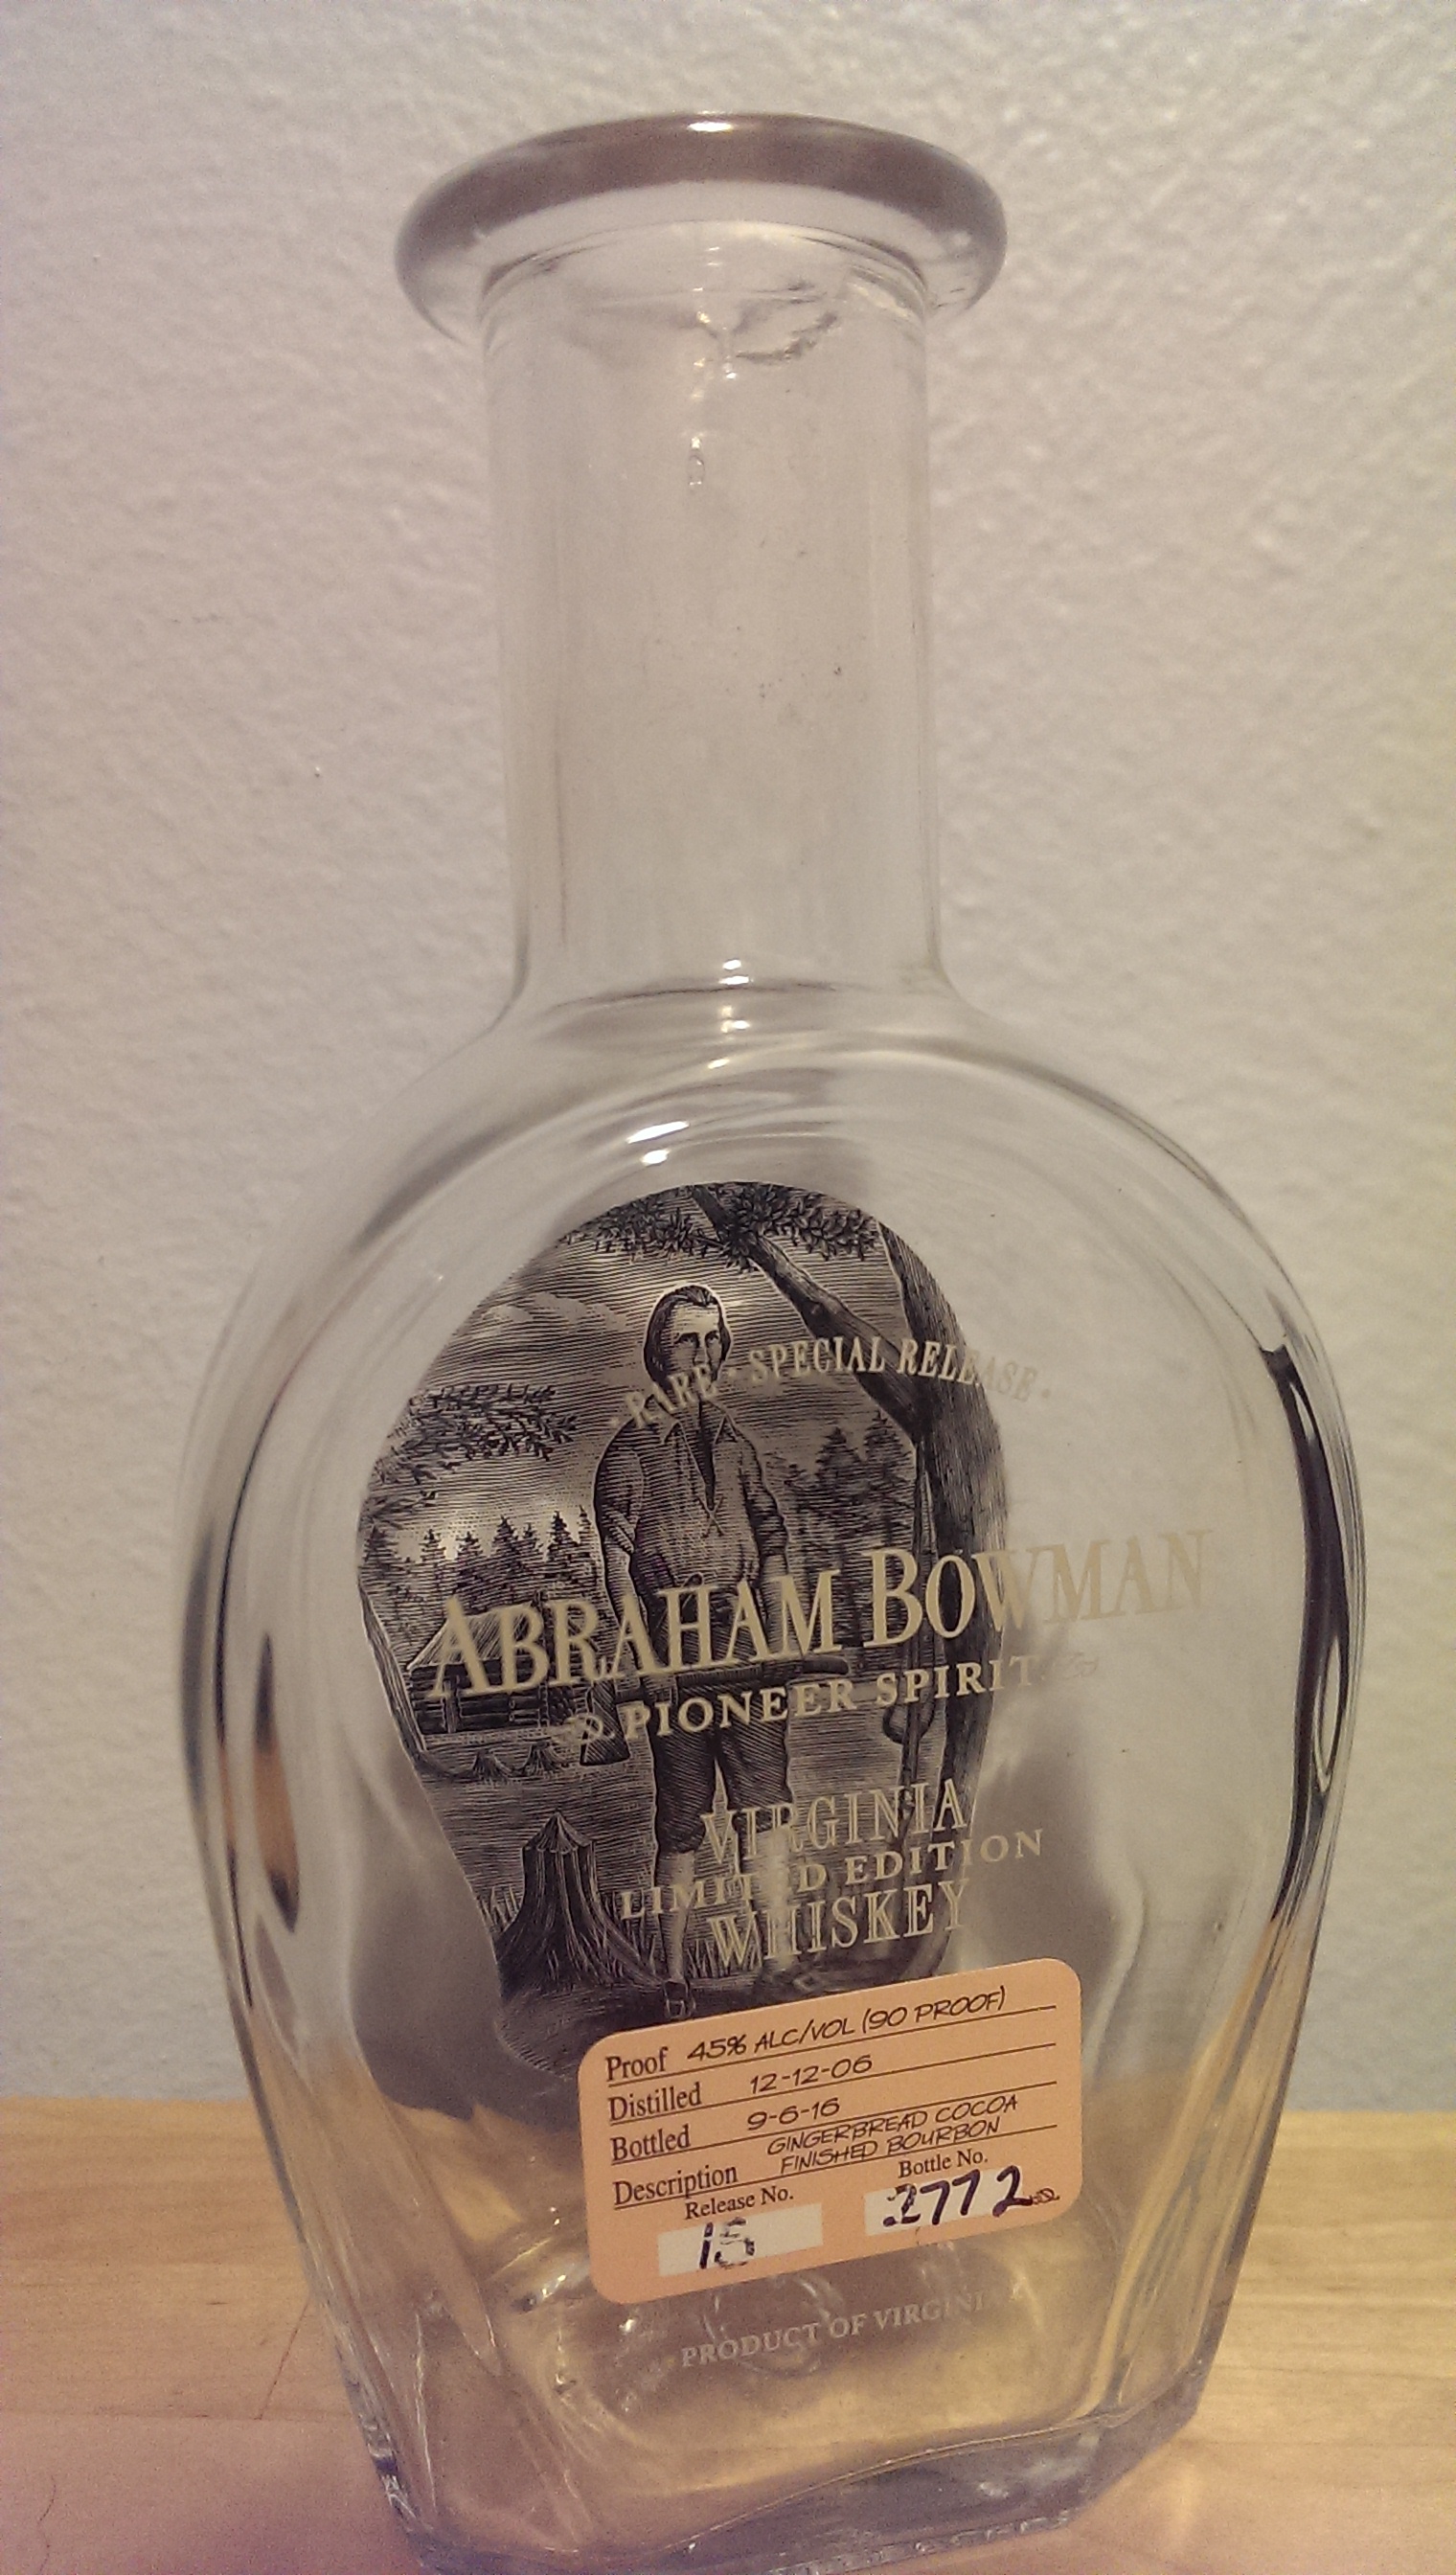 · RARE · SPECIAL RELEASE ·
ABRAHAM BOWMAN
PIONEER SPIRIT
VIRGINIA
LIMITED EDITION
WHISKEY
Proof 45% ALC/VOL (90 PROOF)
Distilled 12-12-06
Bottled 9-6-16
Description GINGERBREAD COCOA
FINISHED BOURBON
Release No. Bottle No.
15 2772
PRODUCT OF VIRGINIA